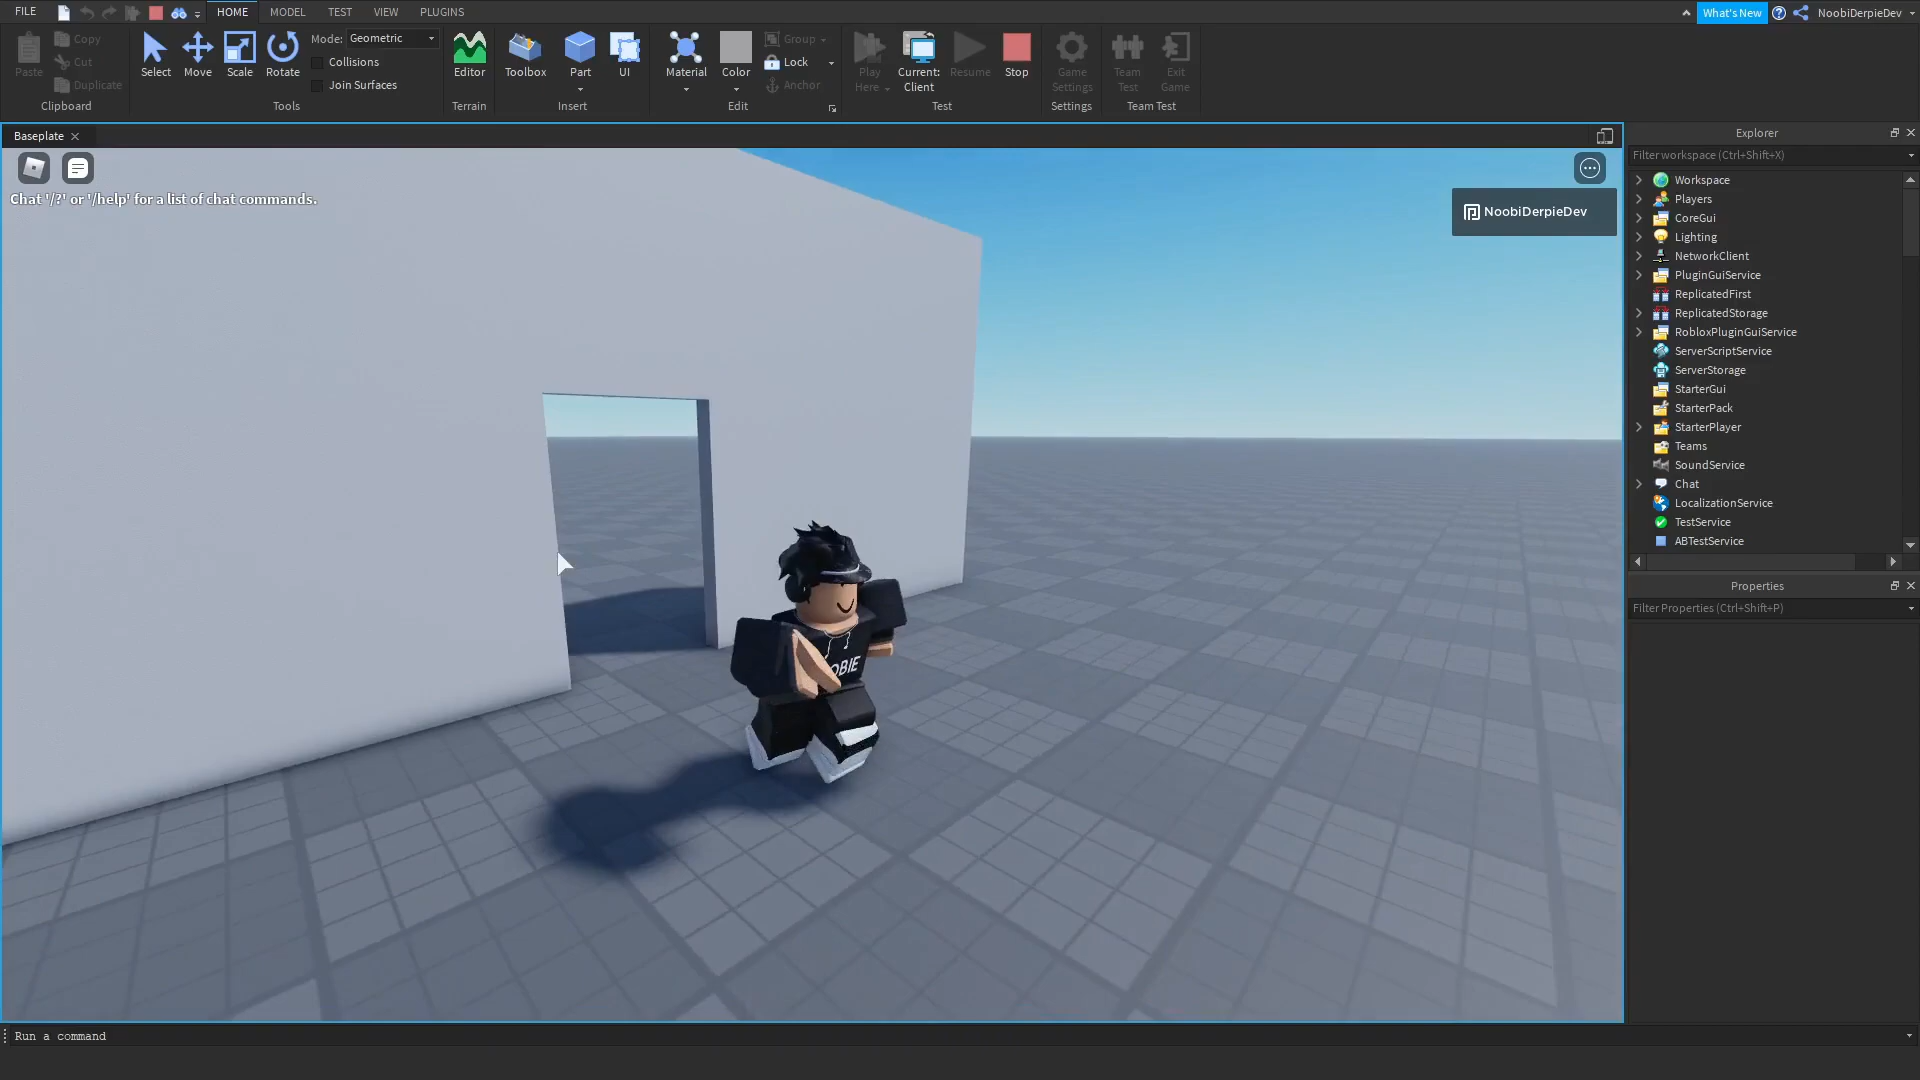 FILE HOME MODEL TEST VIEW PLUGINS What's New NoobiDerpieDev
Paste Copy Cut Duplicate
Clipboard
Select Move Scale Rotate
Mode: Geometric
Collisions
Join Surfaces
Tools
Editor
Terrain
Toolbox Part UI
Insert
Material Color Group Lock Anchor
Edit
Play Here
Current: Client
Resume Stop
Test
Game Settings
Settings
Team Test
Exit Game
Team Test
Baseplate
Chat '/?' or '/help' for a list of chat commands.
NoobiDerpieDev
OBIE
Explorer
Filter workspace (Ctrl+Shift+X)
Workspace
Players
CoreGui
Lighting
NetworkClient
PluginGuiService
ReplicatedFirst
ReplicatedStorage
RobloxPluginGuiService
ServerScriptService
ServerStorage
StarterGui
StarterPack
StarterPlayer
Teams
SoundService
Chat
LocalizationService
TestService
ABTestService
Properties
Filter Properties (Ctrl+Shift+P)
Run a command